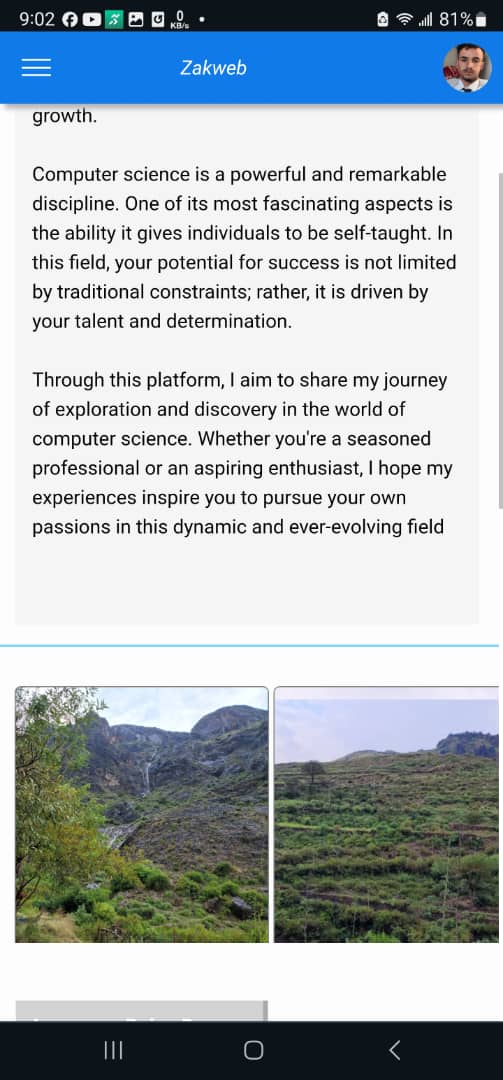 9:02
0
KB/s
81%
Zakweb
growth.
Computer science is a powerful and remarkable
discipline. One of its most fascinating aspects is
the ability it gives individuals to be self-taught. In
this field, your potential for success is not limited
by traditional constraints; rather, it is driven by
your talent and determination.
Through this platform, I aim to share my journey
of exploration and discovery in the world of
computer science. Whether you're a seasoned
professional or an aspiring enthusiast, I hope my
experiences inspire you to pursue your own
passions in this dynamic and ever-evolving field